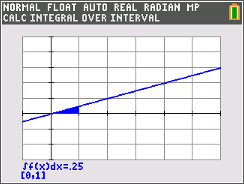 NORMAL FLOAT AUTO REAL RADIAN MP
CALC INTEGRAL OVER INTERVAL
∫f(x)dx=.25
[0,1]